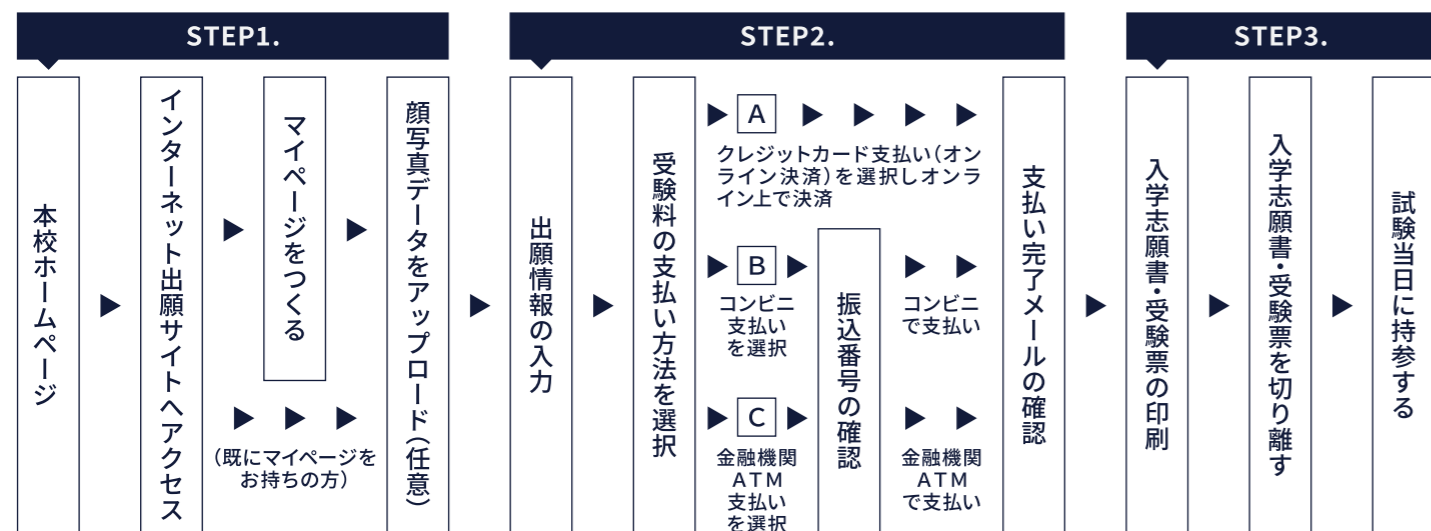 STEP1.
本校ホームページ
インターネット出願サイトへアクセス
マイページをつくる
(既にマイページを
お持ちの方)
顔写真データをアップロード(任意)
STEP2.
出願情報の入力
受験料の支払い方法を選択
A
クレジットカード支払い(オン
ライン決済)を選択しオンラ
イン上で決済
B
コンビニ
支払い
を選択
C
金融機関
ATM
支払い
を選択
振込番号の確認
コンビニ
で支払い
金融機関
ATM
で支払い
支払い完了メールの確認
STEP3.
入学志願書・受験票の印刷
入学志願書・受験票を切り離す
試験当日に持参する